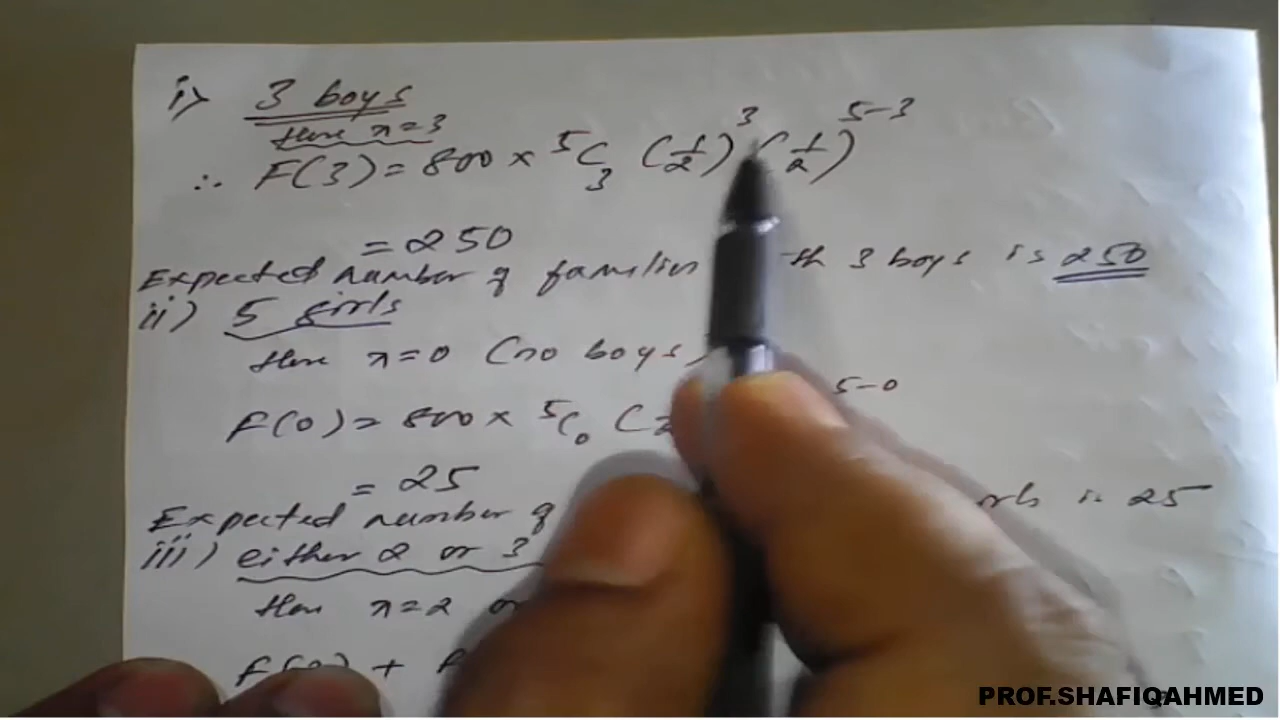 i) 3 boys
Here x=3
∴ F(3) = 800 × ⁵C₃ (1/2)³ (1/2)⁵⁻³
= 250
Expected number of families th 3 boys is 250
ii) 5 girls
Here x=0 (no boys)
F(0) = 800 × ⁵C₀ ( 5-0
= 25
Expected number of is 25
iii) either 2 or 3
Here x=2 or
+
PROF.SHAFIQAHMED